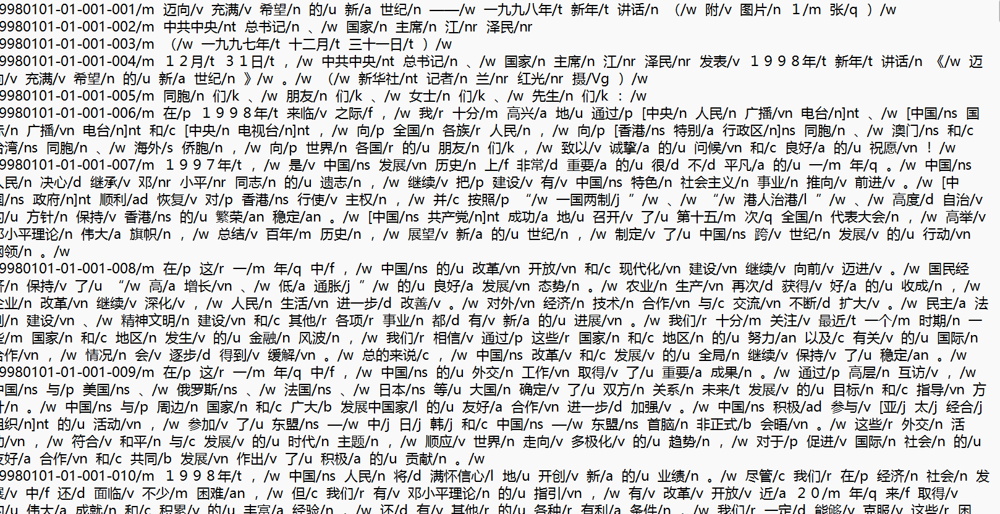 9980101-01-001-001/m 迈向/v 充满/v 希望/n 的/u 新/a 世纪/n ——/w 一九九八年/t 新年/t 讲话/n （/w 附/v 图片/n １/m 张/q ）/w
9980101-01-001-002/m 中共中央/nt 总书记/n 、/w 国家/n 主席/n 江/nr 泽民/nr
9980101-01-001-003/m （/w 一九九七年/t 十二月/t 三十一日/t ）/w
9980101-01-001-004/m １２月/t ３１日/t ，/w 中共中央/nt 总书记/n 、/w 国家/n 主席/n 江/nr 泽民/nr 发表/v １９９８年/t 新年/t 讲话/n 《/w 迈
向/v 充满/v 希望/n 的/u 新/a 世纪/n 》/w 。/w （/w 新华社/nt 记者/n 兰/nr 红光/nr 摄/Vg ）/w
9980101-01-001-005/m 同胞/n 们/k 、/w 朋友/n 们/k 、/w 女士/n 们/k 、/w 先生/n 们/k ：/w
9980101-01-001-006/m 在/p １９９８年/t 来临/v 之际/f ，/w 我/r 十分/m 高兴/a 地/u 通过/p [中央/n 人民/n 广播/vn 电台/n]nt 、/w [中国/ns 国
际/n 广播/vn 电台/n]nt 和/c [中央/n 电视台/n]nt ，/w 向/p 全国/n 各族/r 人民/n ，/w 向/p [香港/ns 特别/a 行政区/n]ns 同胞/n 、/w 澳门/ns 和/c
台湾/ns 同胞/n 、/w 海外/s 侨胞/n ，/w 向/p 世界/n 各国/r 的/u 朋友/n 们/k ，/w 致以/v 诚挚/a 的/u 问候/vn 和/c 良好/a 的/u 祝愿/vn ！/w
9980101-01-001-007/m １９９７年/t ，/w 是/v 中国/ns 发展/vn 历史/n 上/f 非常/d 重要/a 的/u 很/d 不/d 平凡/a 的/u 一/m 年/q 。/w 中国/ns
人民/n 决心/d 继承/v 邓/nr 小平/nr 同志/n 的/u 遗志/n ，/w 继续/v 把/p 建设/v 有/v 中国/ns 特色/n 社会主义/n 事业/n 推向/v 前进/v 。/w [中
国/ns 政府/n]nt 顺利/ad 恢复/v 对/p 香港/ns 行使/v 主权/n ，/w 并/c 按照/p “/w 一国两制/j ”/w 、/w “/w 港人治港/l ”/w 、/w 高度/d 自治/v
的/u 方针/n 保持/v 香港/ns 的/u 繁荣/an 稳定/an 。/w [中国/ns 共产党/n]nt 成功/a 地/u 召开/v 了/u 第十五/m 次/q 全国/n 代表大会/n ，/w 高举/v
邓小平理论/n 伟大/a 旗帜/n ，/w 总结/v 百年/m 历史/n ，/w 展望/v 新/a 的/u 世纪/n ，/w 制定/v 了/u 中国/ns 跨/v 世纪/n 发展/v 的/u 行动/vn
纲领/n 。/w
9980101-01-001-008/m 在/p 这/r 一/m 年/q 中/f ，/w 中国/ns 的/u 改革/vn 开放/vn 和/c 现代化/vn 建设/vn 继续/v 向前/v 迈进/v 。/w 国民经
济/n 保持/v 了/u “/w 高/a 增长/vn 、/w 低/a 通胀/j ”/w 的/u 良好/a 发展/vn 态势/n 。/w 农业/n 生产/vn 再次/d 获得/v 好/a 的/u 收成/n ，/w
企业/n 改革/vn 继续/v 深化/v ，/w 人民/n 生活/vn 进一步/d 改善/v 。/w 对外/vn 经济/n 技术/n 合作/vn 与/c 交流/vn 不断/d 扩大/v 。/w 民主/a 法
制/n 建设/vn 、/w 精神文明/n 建设/vn 和/c 其他/r 各项/r 事业/n 都/d 有/v 新/a 的/u 进展/vn 。/w 我们/r 十分/m 关注/v 最近/t 一个/m 时期/n 一
些/m 国家/n 和/c 地区/n 发生/v 的/u 金融/n 风波/n ，/w 我们/r 相信/v 通过/p 这些/r 国家/n 和/c 地区/n 的/u 努力/an 以及/c 有关/v 的/u 国际/n
合作/vn ，/w 情况/n 会/v 逐步/d 得到/v 缓解/vn 。/w 总的来说/c ，/w 中国/ns 改革/v 和/c 发展/v 的/u 全局/n 继续/v 保持/v 了/u 稳定/an 。/w
9980101-01-001-009/m 在/p 这/r 一/m 年/q 中/f ，/w 中国/ns 的/u 外交/n 工作/vn 取得/v 了/u 重要/a 成果/n 。/w 通过/p 高层/n 互访/v ，/w
中国/ns 与/p 美国/ns 、/w 俄罗斯/ns 、/w 法国/ns 、/w 日本/ns 等/u 大国/n 确定/v 了/u 双方/n 关系/n 未来/t 发展/v 的/u 目标/n 和/c 指导/vn 方
针/n 。/w 中国/ns 与/p 周边/n 国家/n 和/c 广大/b 发展中国家/l 的/u 友好/a 合作/vn 进一步/d 加强/v 。/w 中国/ns 积极/ad 参与/v [亚/j 太/j 经合/j
组织/n]nt 的/u 活动/vn ，/w 参加/v 了/u 东盟/ns —/w 中/j 日/j 韩/j 和/c 中国/ns —/w 东盟/ns 首脑/n 非正式/b 会晤/vn 。/w 这些/r 外交/n 活
动/vn ，/w 符合/v 和平/n 与/c 发展/v 的/u 时代/n 主题/n ，/w 顺应/v 世界/n 走向/v 多极化/v 的/u 趋势/n ，/w 对于/p 促进/v 国际/n 社会/n 的/u
友好/a 合作/vn 和/c 共同/b 发展/vn 作出/v 了/u 积极/a 的/u 贡献/n 。/w
9980101-01-001-010/m １９９８年/t ，/w 中国/ns 人民/n 将/d 满怀信心/l 地/u 开创/v 新/a 的/u 业绩/n 。/w 尽管/c 我们/r 在/p 经济/n 社会/n 发
展/v 中/f 还/d 面临/v 不少/m 困难/an ，/w 但/c 我们/r 有/v 邓小平理论/n 的/u 指引/vn ，/w 有/v 改革/v 开放/v 近/a ２０/m 年/q 来/f 取得/v
的/u 伟大/a 成就/n 和/c 积累/v 的/u 丰富/a 经验/n ，/w 还/d 有/v 其他/r 的/u 各种/r 有利/a 条件/n ，/w 我们/r 一定/d 能够/v 克服/v 这些/r 困